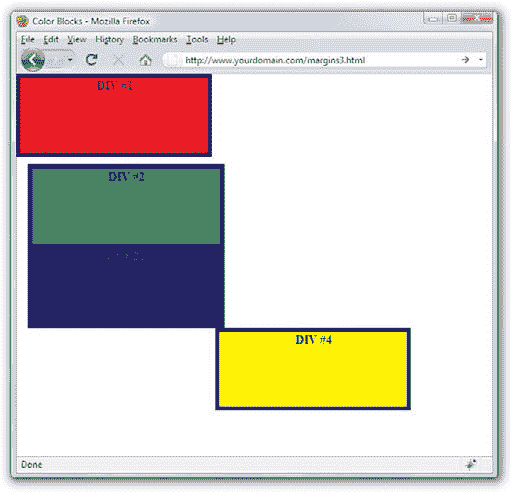 Color Blocks - Mozilla Firefox
File Edit View History Bookmarks Tools Help
http://www.yourdomain.com/margins3.html
DIV #1
DIV #2
DIV #4
Done